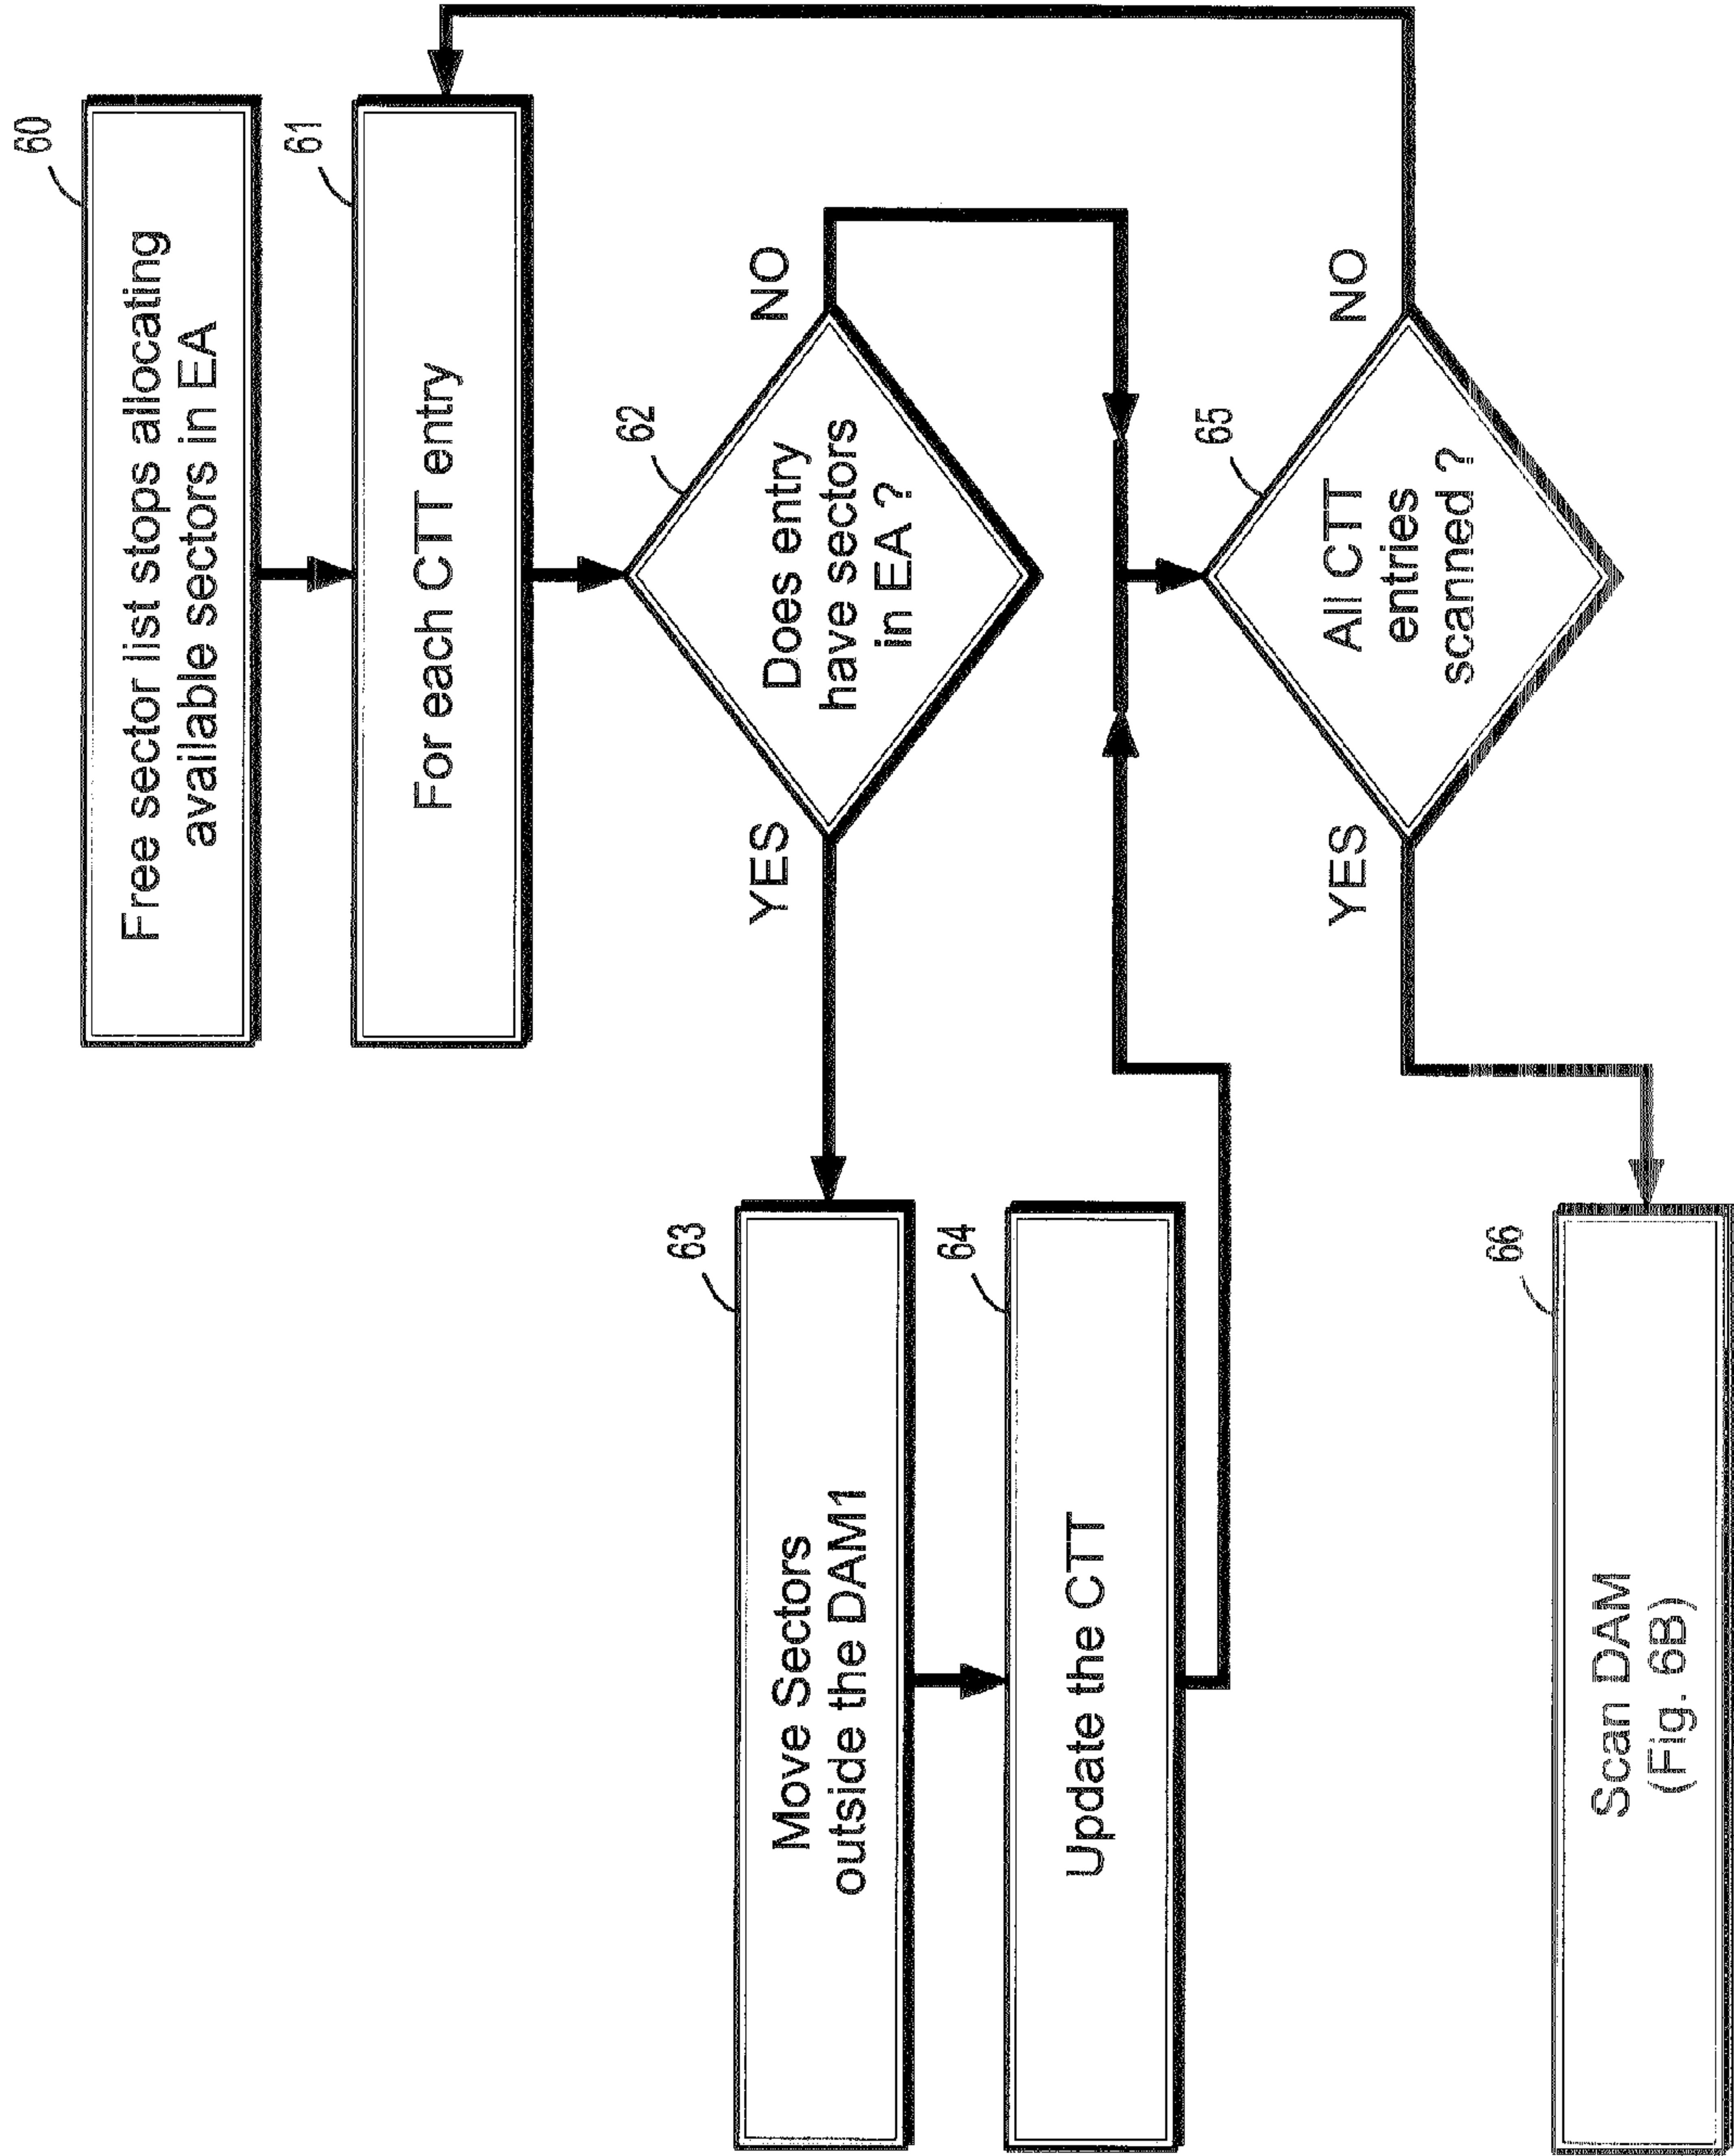 60
Free sector list stops allocating
available sectors in EA
61
For each CTT entry
62
Does entry
have sectors
in EA ?
YES
NO
63
Move Sectors
outside the DAM1
64
Update the CTT
65
All CTT
entries
scanned ?
YES
NO
66
Scan DAM
(Fig. 6B)